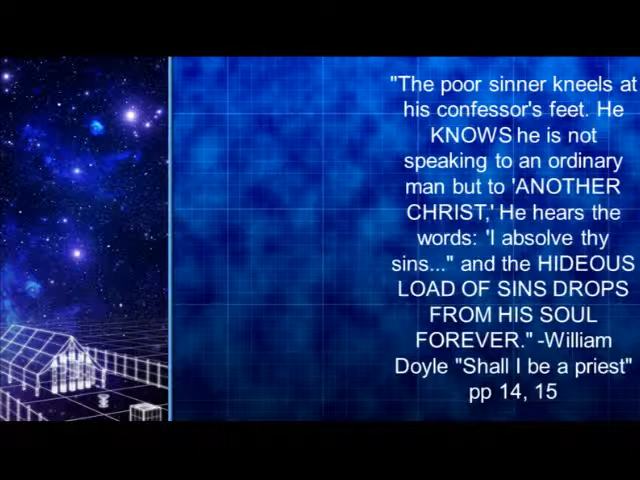 "The poor sinner kneels at
his confessor's feet. He
KNOWS he is not
speaking to an ordinary
man but to 'ANOTHER
CHRIST,' He hears the
words: 'I absolve thy
sins..." and the HIDEOUS
LOAD OF SINS DROPS
FROM HIS SOUL
FOREVER." -William
Doyle "Shall I be a priest"
pp 14, 15